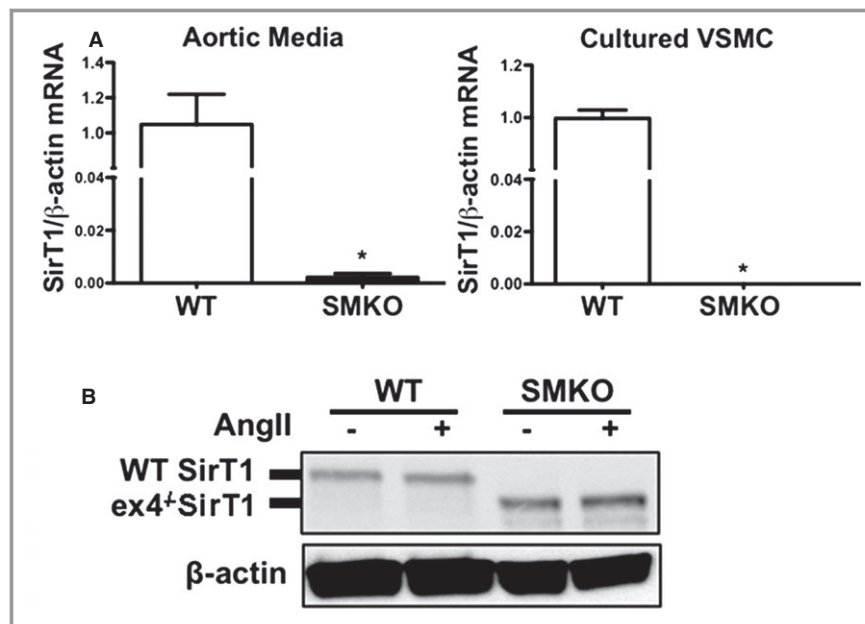 A
Aortic Media
Cultured VSMC
SirT1/β-actin mRNA
1.4
1.2
1.0
0.04
0.02
0.00
*
WT
SMKO
SirT1/β-actin mRNA
1.2
1.0
0.04
0.02
0.00
*
WT
SMKO
B
WT
SMKO
AngII
- + - +
WT SirT1
ex4⁻/⁻SirT1
β-actin